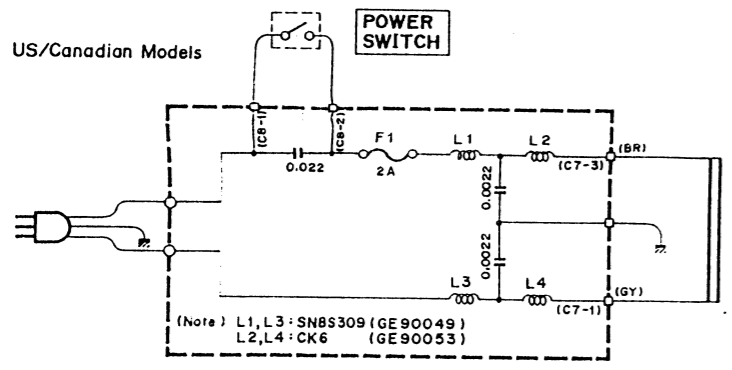 POWER
SWITCH
US/Canadian Models
(C8-1)
(C8-2)
0.022
F1
2A
L1
L2
(BR)
(C7-3)
0.0022
0.0022
L3
L4
(GY)
(C7-1)
(Note) L1,L3:SN8S309(GE90049)
L2,L4:CK6 (GE90053)